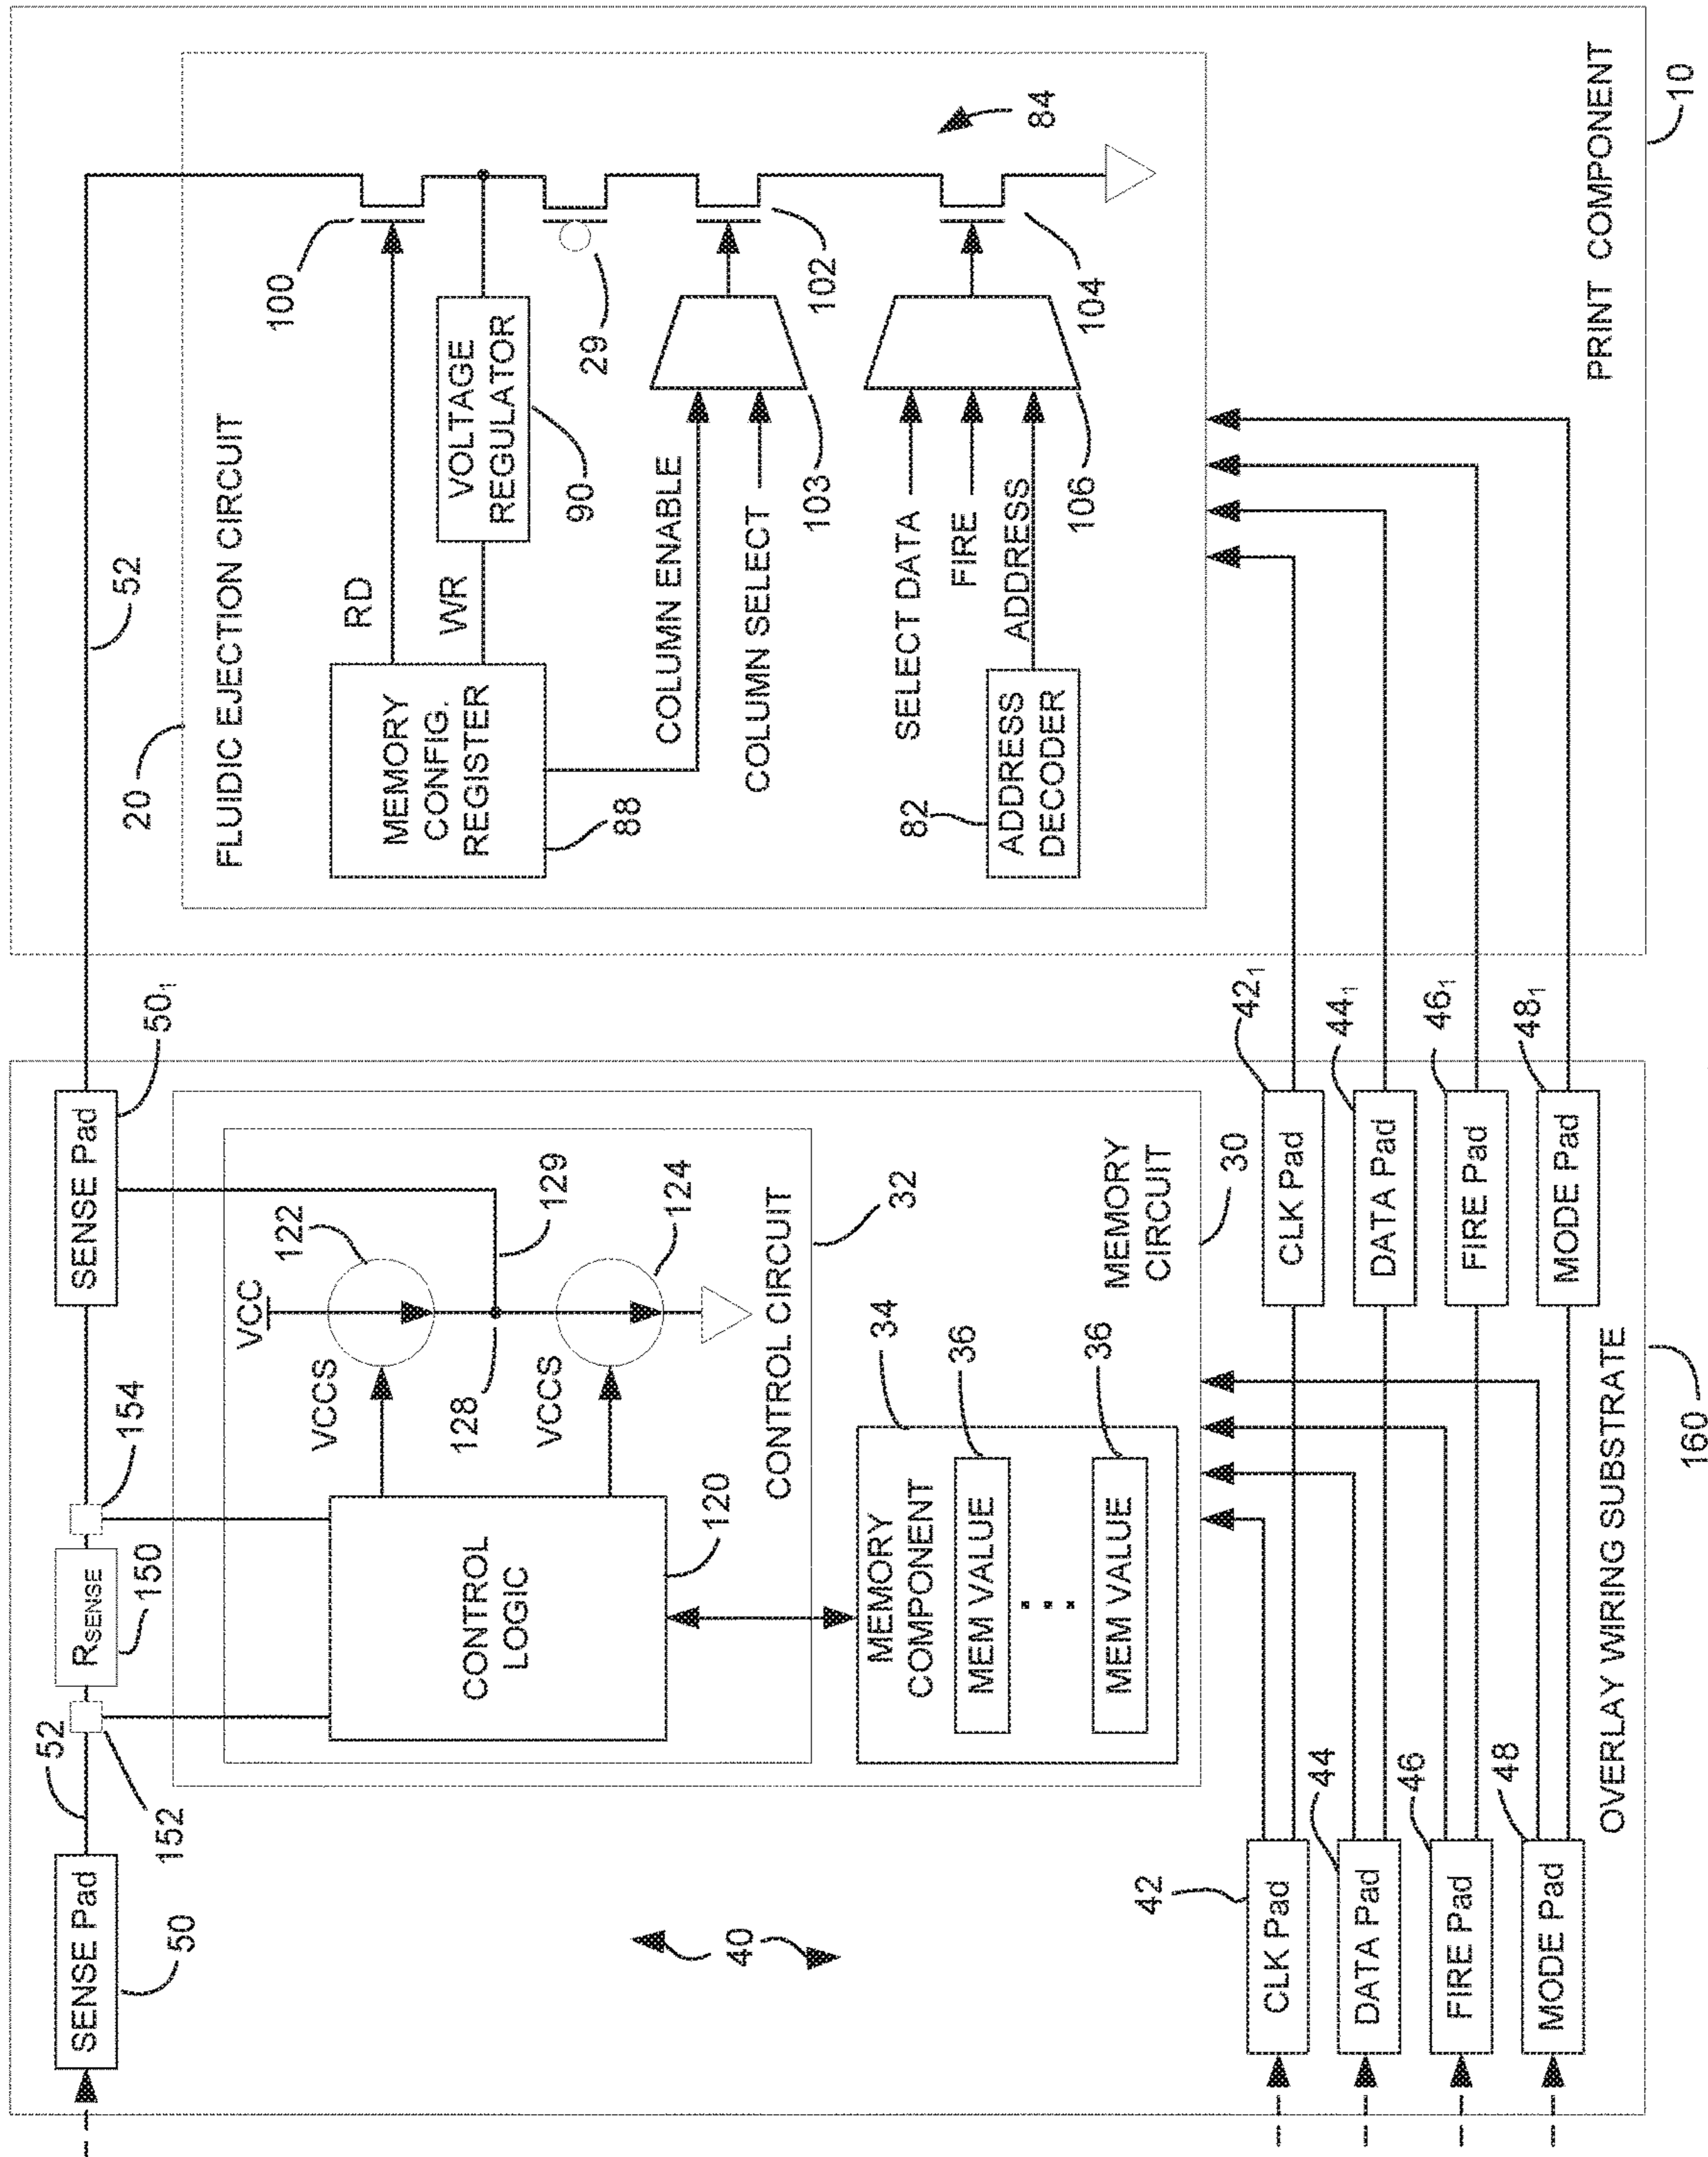 SENSE Pad
50
52
152
RSENSE
150
154
SENSE Pad
50₁
52
40
CONTROL
LOGIC
120
VCC
VCCS
122
128
129
VCCS
124
CONTROL CIRCUIT
32
MEMORY
COMPONENT
34
MEM VALUE
36
...
MEM VALUE
36
MEMORY
CIRCUIT
30
CLK Pad
42
DATA Pad
44
FIRE Pad
46
MODE Pad
48
CLK Pad
42₁
DATA Pad
44₁
FIRE Pad
46₁
MODE Pad
48₁
OVERLAY WIRING SUBSTRATE
160
20
FLUIDIC EJECTION CIRCUIT
MEMORY
CONFIG.
REGISTER
88
RD
WR
100
VOLTAGE
REGULATOR
90
29
COLUMN ENABLE
COLUMN SELECT
103
102
SELECT DATA
FIRE
ADDRESS
82
ADDRESS
DECODER
106
104
84
PRINT COMPONENT
10